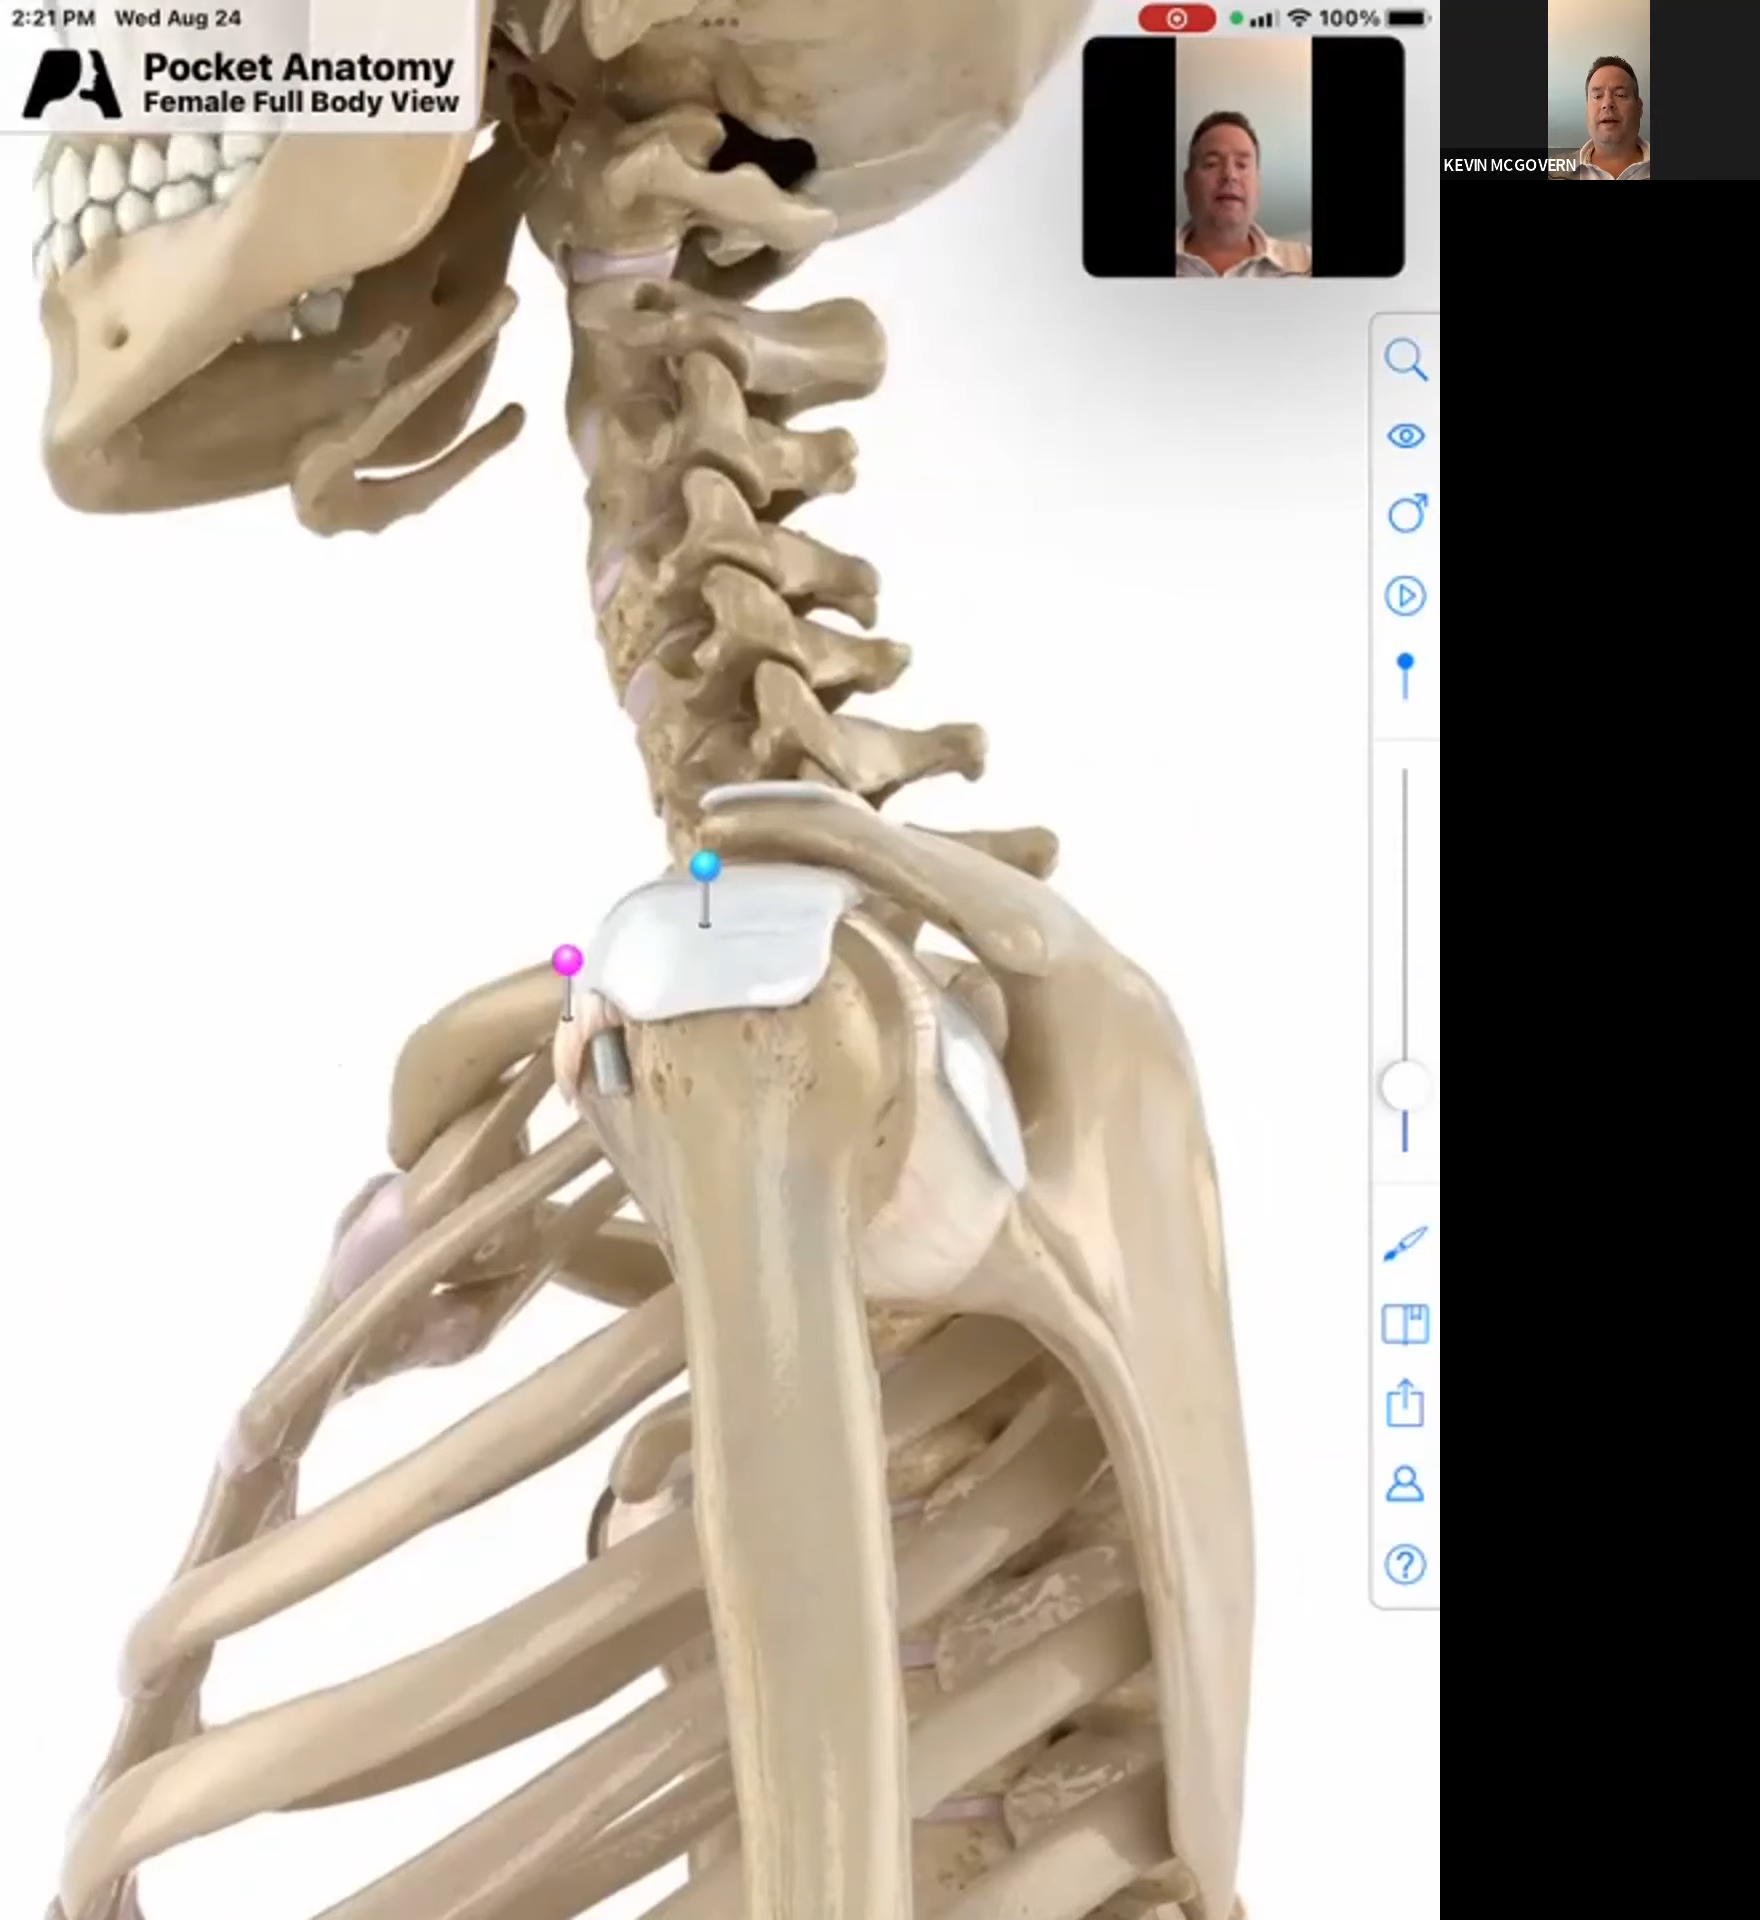 2:21 PM Wed Aug 24
100%
Pocket Anatomy
Female Full Body View
KEVIN MCGOVERN